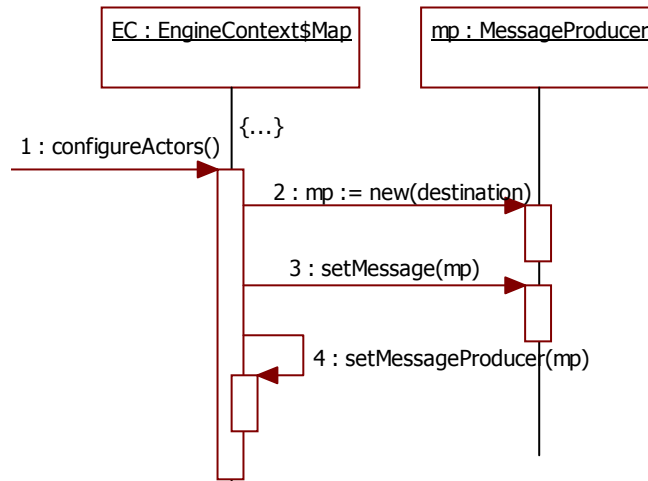 EC : EngineContext$Map
mp : MessageProducer
{...}
1 : configureActors()
2 : mp := new(destination)
3 : setMessage(mp)
4 : setMessageProducer(mp)